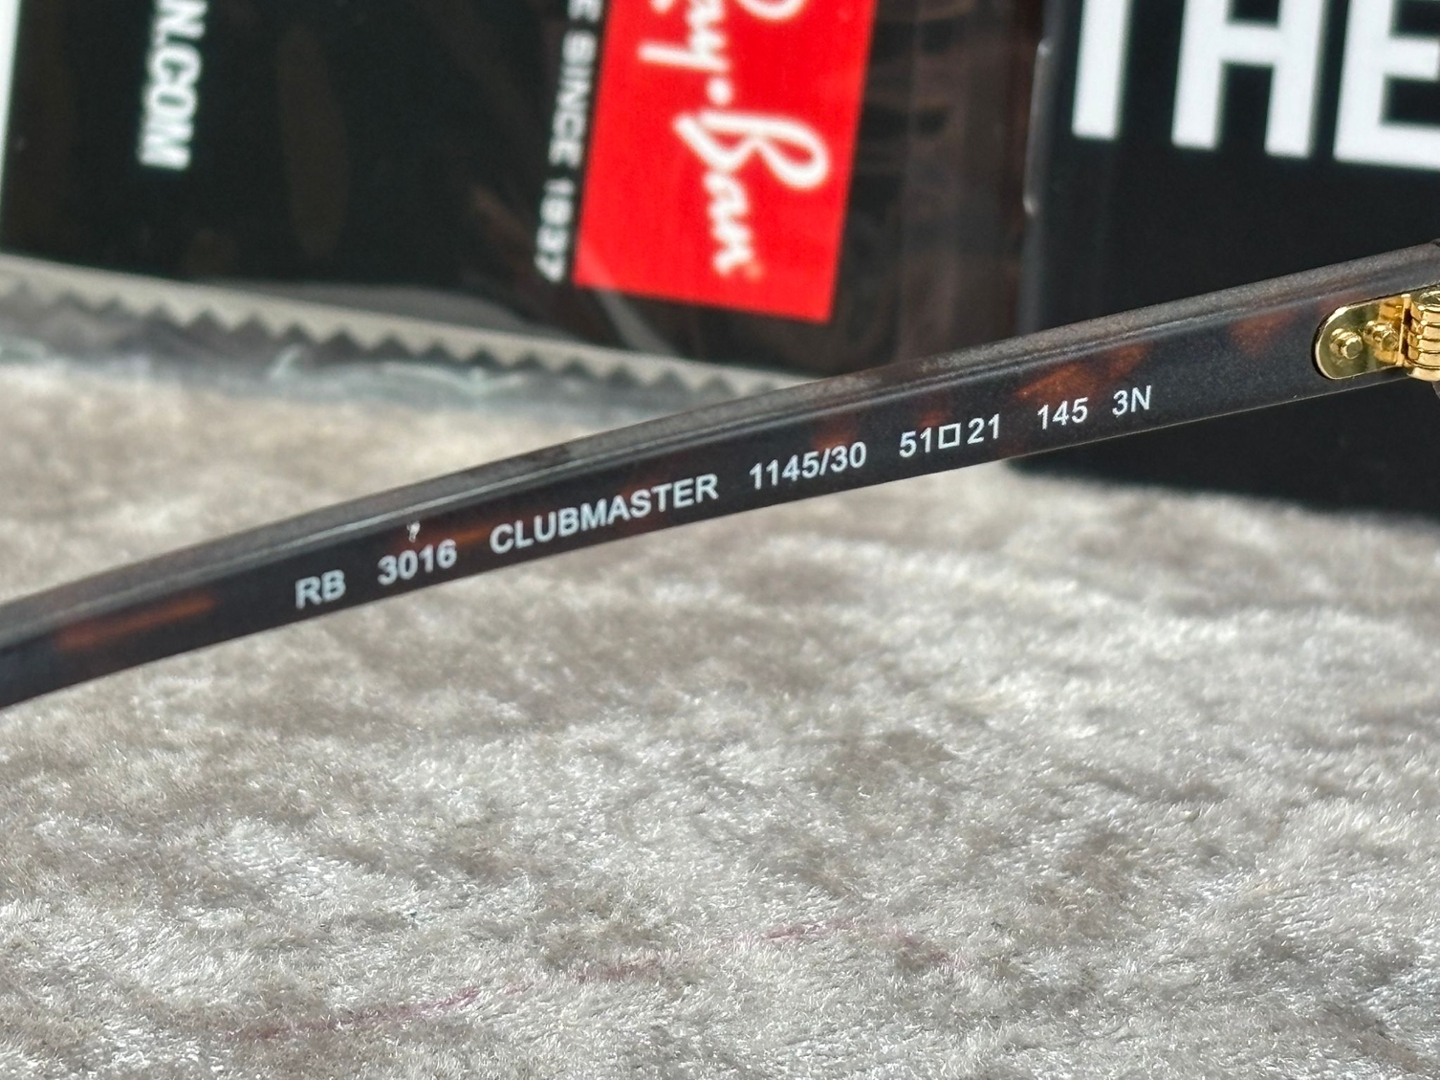 N.COM
E SINCE 1937
Ray-Ban
THE
RB 3016 CLUBMASTER 1145/30 51□21 145 3N